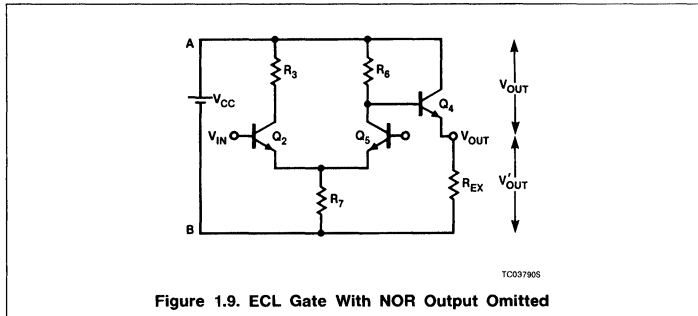 A
R3
R6
VCC
Q4
VOUT
VIN
Q2
Q5
VOUT
R7
REX
V'OUT
B
TC03790S
Figure 1.9. ECL Gate With NOR Output Omitted